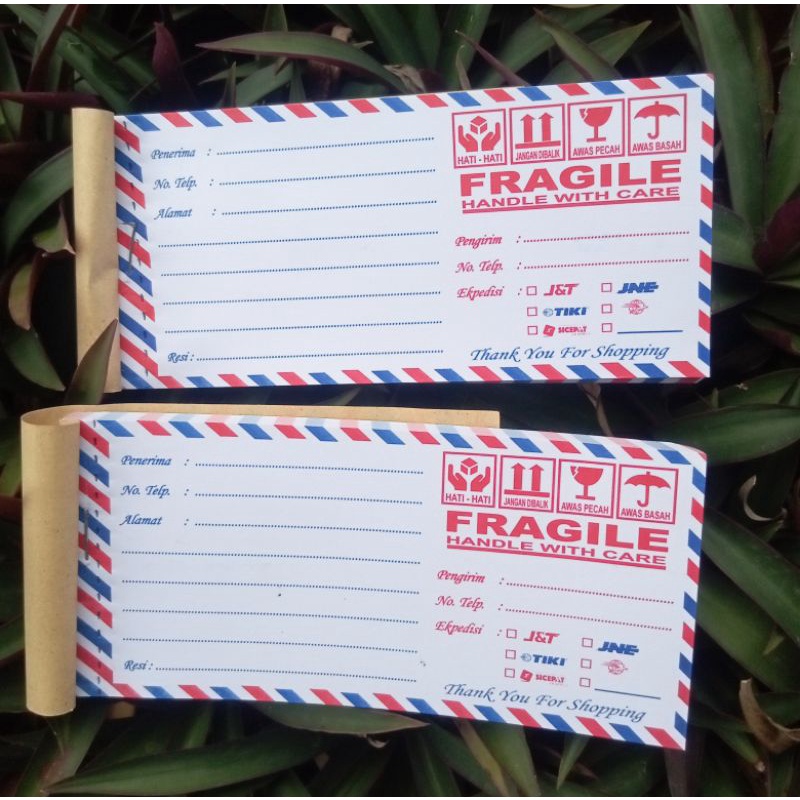 Penerima :
No. Telp. :
Alamat :
Resi :
HATI - HATI
JANGAN DIBALIK
AWAS PECAH
AWAS BASAH
FRAGILE
HANDLE WITH CARE
Pengirim :
No. Telp. :
Ekpedisi :
J&T
JNE
TIKI
SICEPAT
Thank You For Shopping
Penerima :
No. Telp. :
Alamat :
Resi :
HATI - HATI
JANGAN DIBALIK
AWAS PECAH
AWAS BASAH
FRAGILE
HANDLE WITH CARE
Pengirim :
No. Telp. :
Ekpedisi :
J&T
JNE
TIKI
SICEPAT
Thank You For Shopping